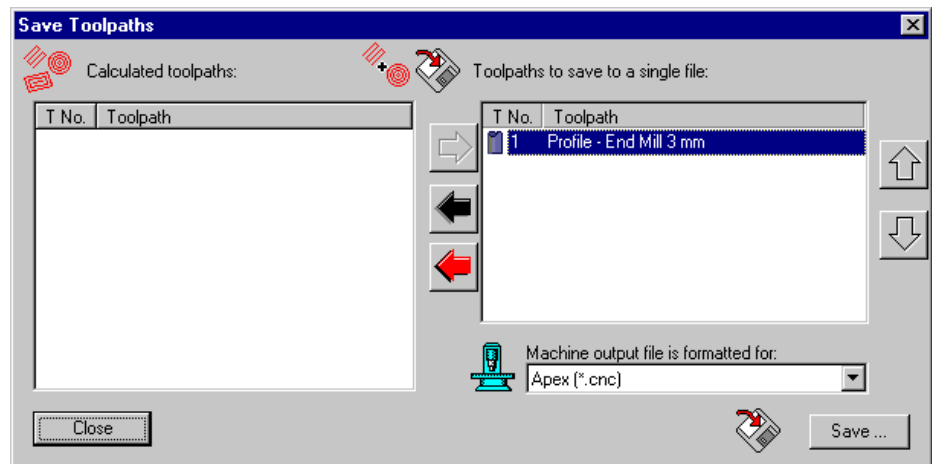 Save Toolpaths
Calculated toolpaths:
Toolpaths to save to a single file:
T No. Toolpath
T No. Toolpath
1 Profile - End Mill 3 mm
Machine output file is formatted for:
Apex (*.cnc)
Close
Save ...